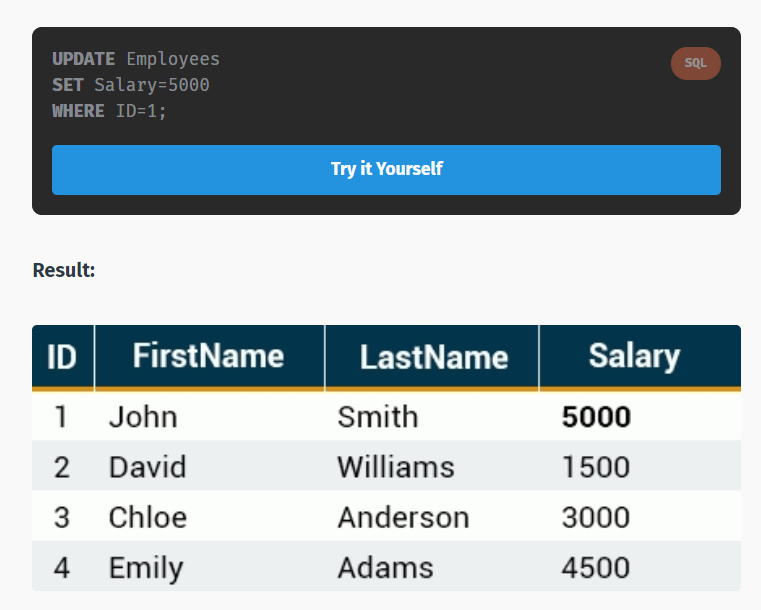 UPDATE Employees
SQL
SET Salary=5000
WHERE ID=1;
Try it Yourself
Result:
ID FirstName LastName Salary
1 John Smith 5000
2 David Williams 1500
3 Chloe Anderson 3000
4 Emily Adams 4500